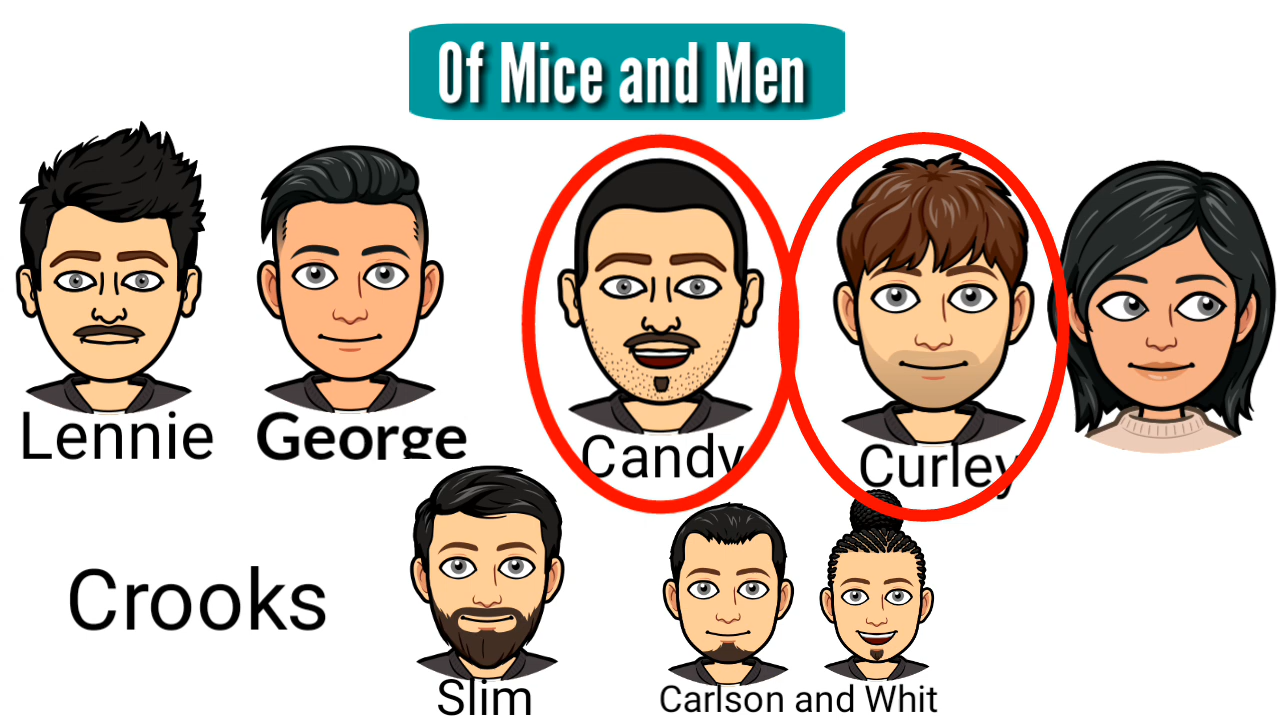 Of Mice and Men
Lennie
George
Candy
Curley
Crooks
Slim
Carlson and Whit